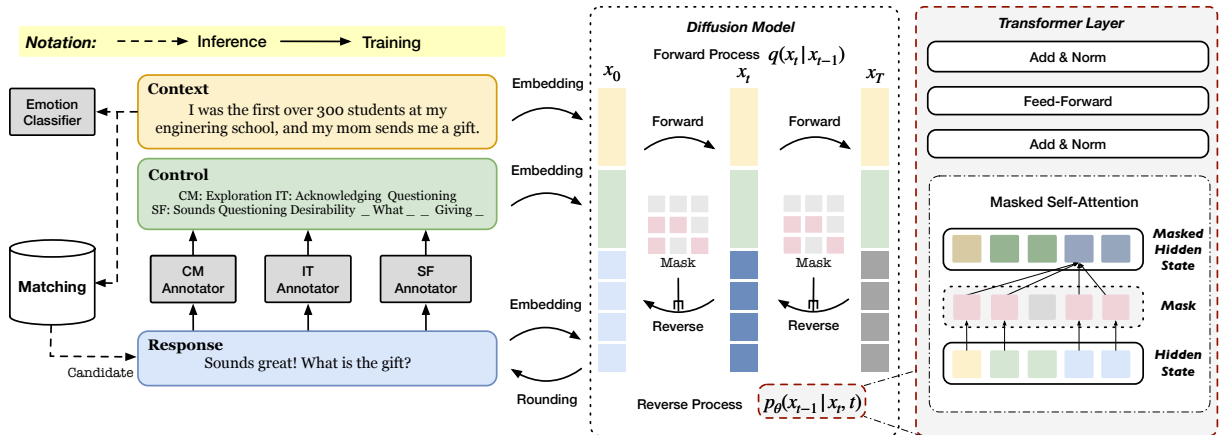 Notation:
Inference
Training
Emotion
Classifier
Context
I was the first over 300 students at my
enginering school, and my mom sends me a gift.
Control
CM: Exploration IT: Acknowledging Questioning
SF: Sounds Questioning Desirability _ What _ _ Giving _
Matching
CM
Annotator
IT
Annotator
SF
Annotator
Response
Sounds great! What is the gift?
Candidate
Embedding
Embedding
Embedding
Rounding
Diffusion Model
Forward Process q(x_t|x_{t-1})
x_0
x_t
x_T
Forward
Forward
Mask
Mask
Reverse
Reverse
Reverse Process p_θ(x_{t-1}|x_t, t)
Transformer Layer
Add & Norm
Feed-Forward
Add & Norm
Masked Self-Attention
Masked
Hidden
State
Mask
Hidden
State